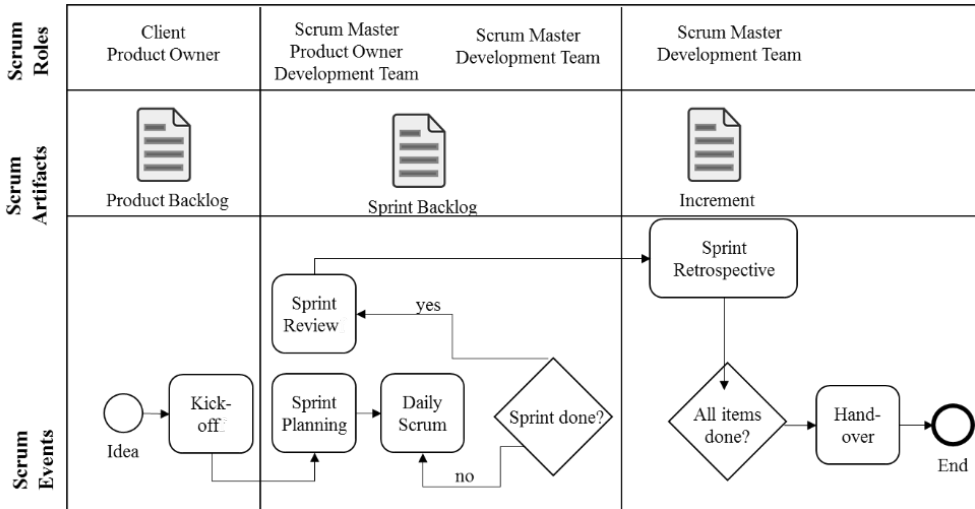 Scrum
Roles
Client
Product Owner
Scrum Master
Product Owner
Development Team
Scrum Master
Development Team
Scrum Master
Development Team
Scrum
Artifacts
Product Backlog
Sprint Backlog
Increment
Scrum
Events
Idea
Kick-
off
Sprint
Planning
Daily
Scrum
Sprint done?
no
yes
Sprint
Review
Sprint
Retrospective
All items
done?
Hand-
over
End